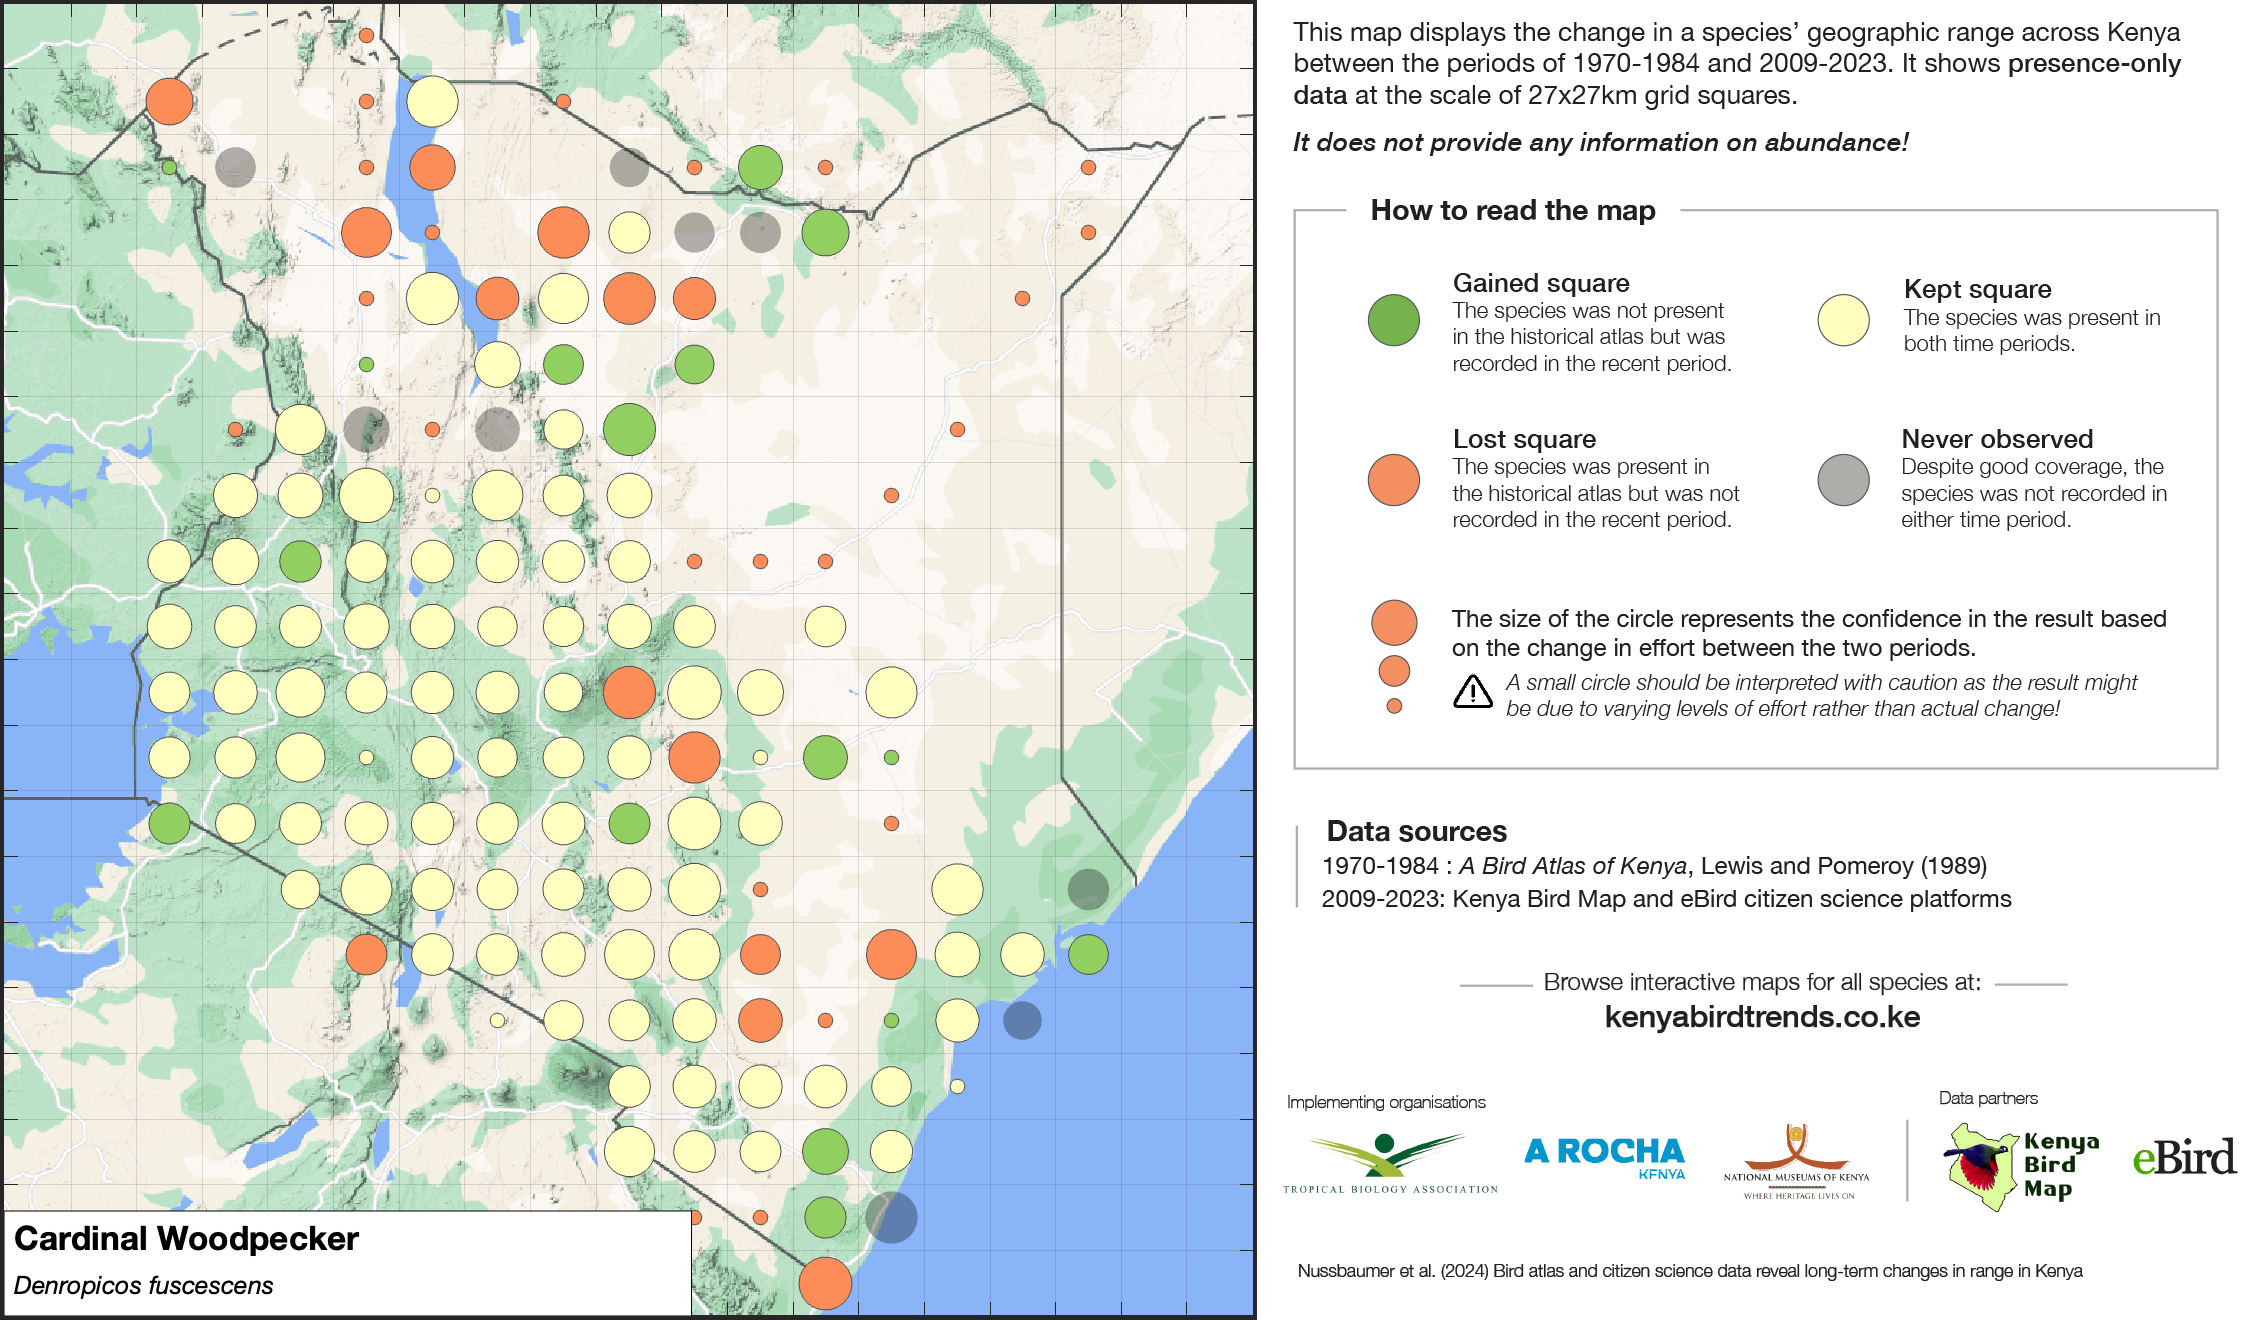 This map displays the change in a species’ geographic range across Kenya
between the periods of 1970-1984 and 2009-2023. It shows presence-only
data at the scale of 27x27km grid squares.
It does not provide any information on abundance!
How to read the map
Gained square
The species was not present
in the historical atlas but was
recorded in the recent period.
Kept square
The species was present in
both time periods.
Lost square
The species was present in
the historical atlas but was not
recorded in the recent period.
Never observed
Despite good coverage, the
species was not recorded in
either time period.
The size of the circle represents the confidence in the result based
on the change in effort between the two periods.
A small circle should be interpreted with caution as the result might
be due to varying levels of effort rather than actual change!
Data sources
1970-1984 : A Bird Atlas of Kenya, Lewis and Pomeroy (1989)
2009-2023: Kenya Bird Map and eBird citizen science platforms
Browse interactive maps for all species at:
kenyabirdtrends.co.ke
Implementing organisations
Data partners
TROPICAL BIOLOGY ASSOCIATION
A ROCHA
KENYA
NATIONAL MUSEUMS OF KENYA
WHERE HERITAGE LIVES ON
Kenya
Bird
Map
eBird
Nussbaumer et al. (2024) Bird atlas and citizen science data reveal long-term changes in range in Kenya
Cardinal Woodpecker
Denropicos fuscescens